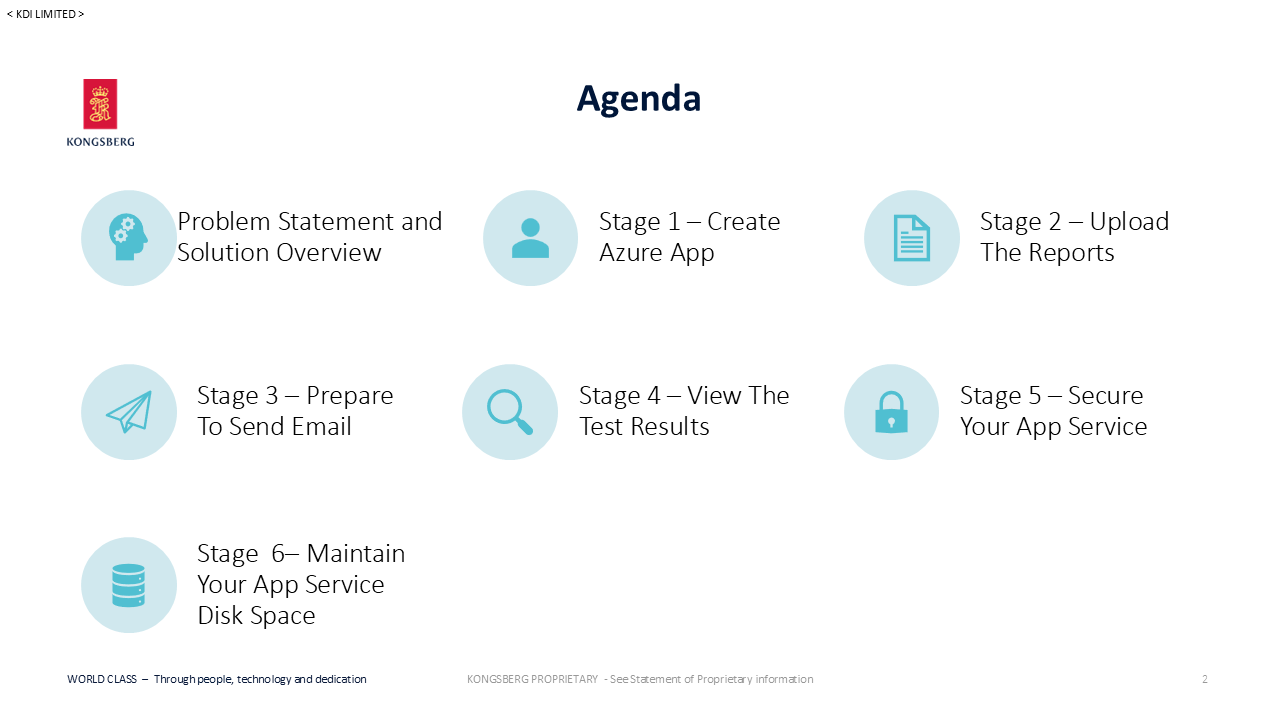 < KDI LIMITED >
KONGSBERG
Agenda
Problem Statement and
Solution Overview
Stage 1 – Create
Azure App
Stage 2 – Upload
The Reports
Stage 3 – Prepare
To Send Email
Stage 4 – View The
Test Results
Stage 5 – Secure
Your App Service
Stage  6– Maintain
Your App Service
Disk Space
WORLD CLASS – Through people, technology and dedication
KONGSBERG PROPRIETARY - See Statement of Proprietary information
2